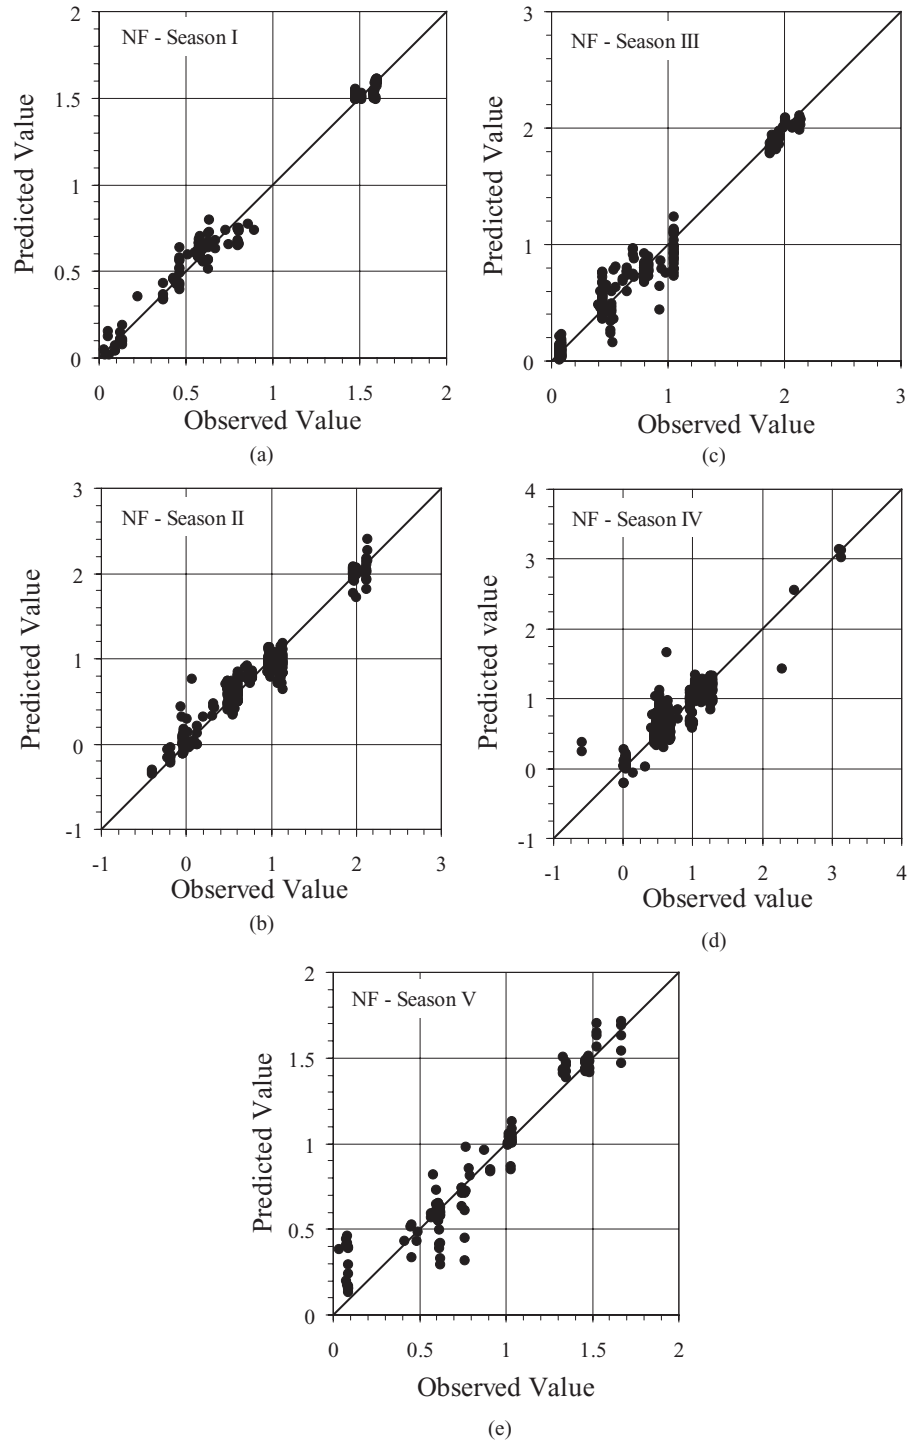 2
NF - Season I
1.5
1
0.5
0
0 0.5 1 1.5 2
Predicted Value
Observed Value
(a)
3
NF - Season III
2
1
0
0 1 2 3
Predicted Value
Observed Value
(c)
3
NF - Season II
2
1
0
-1
-1 0 1 2 3
Predicted Value
Observed Value
(b)
4
NF - Season IV
3
2
1
0
-1
-1 0 1 2 3 4
Predicted value
Observed value
(d)
2
NF - Season V
1.5
1
0.5
0
0 0.5 1 1.5 2
Predicted Value
Observed Value
(e)